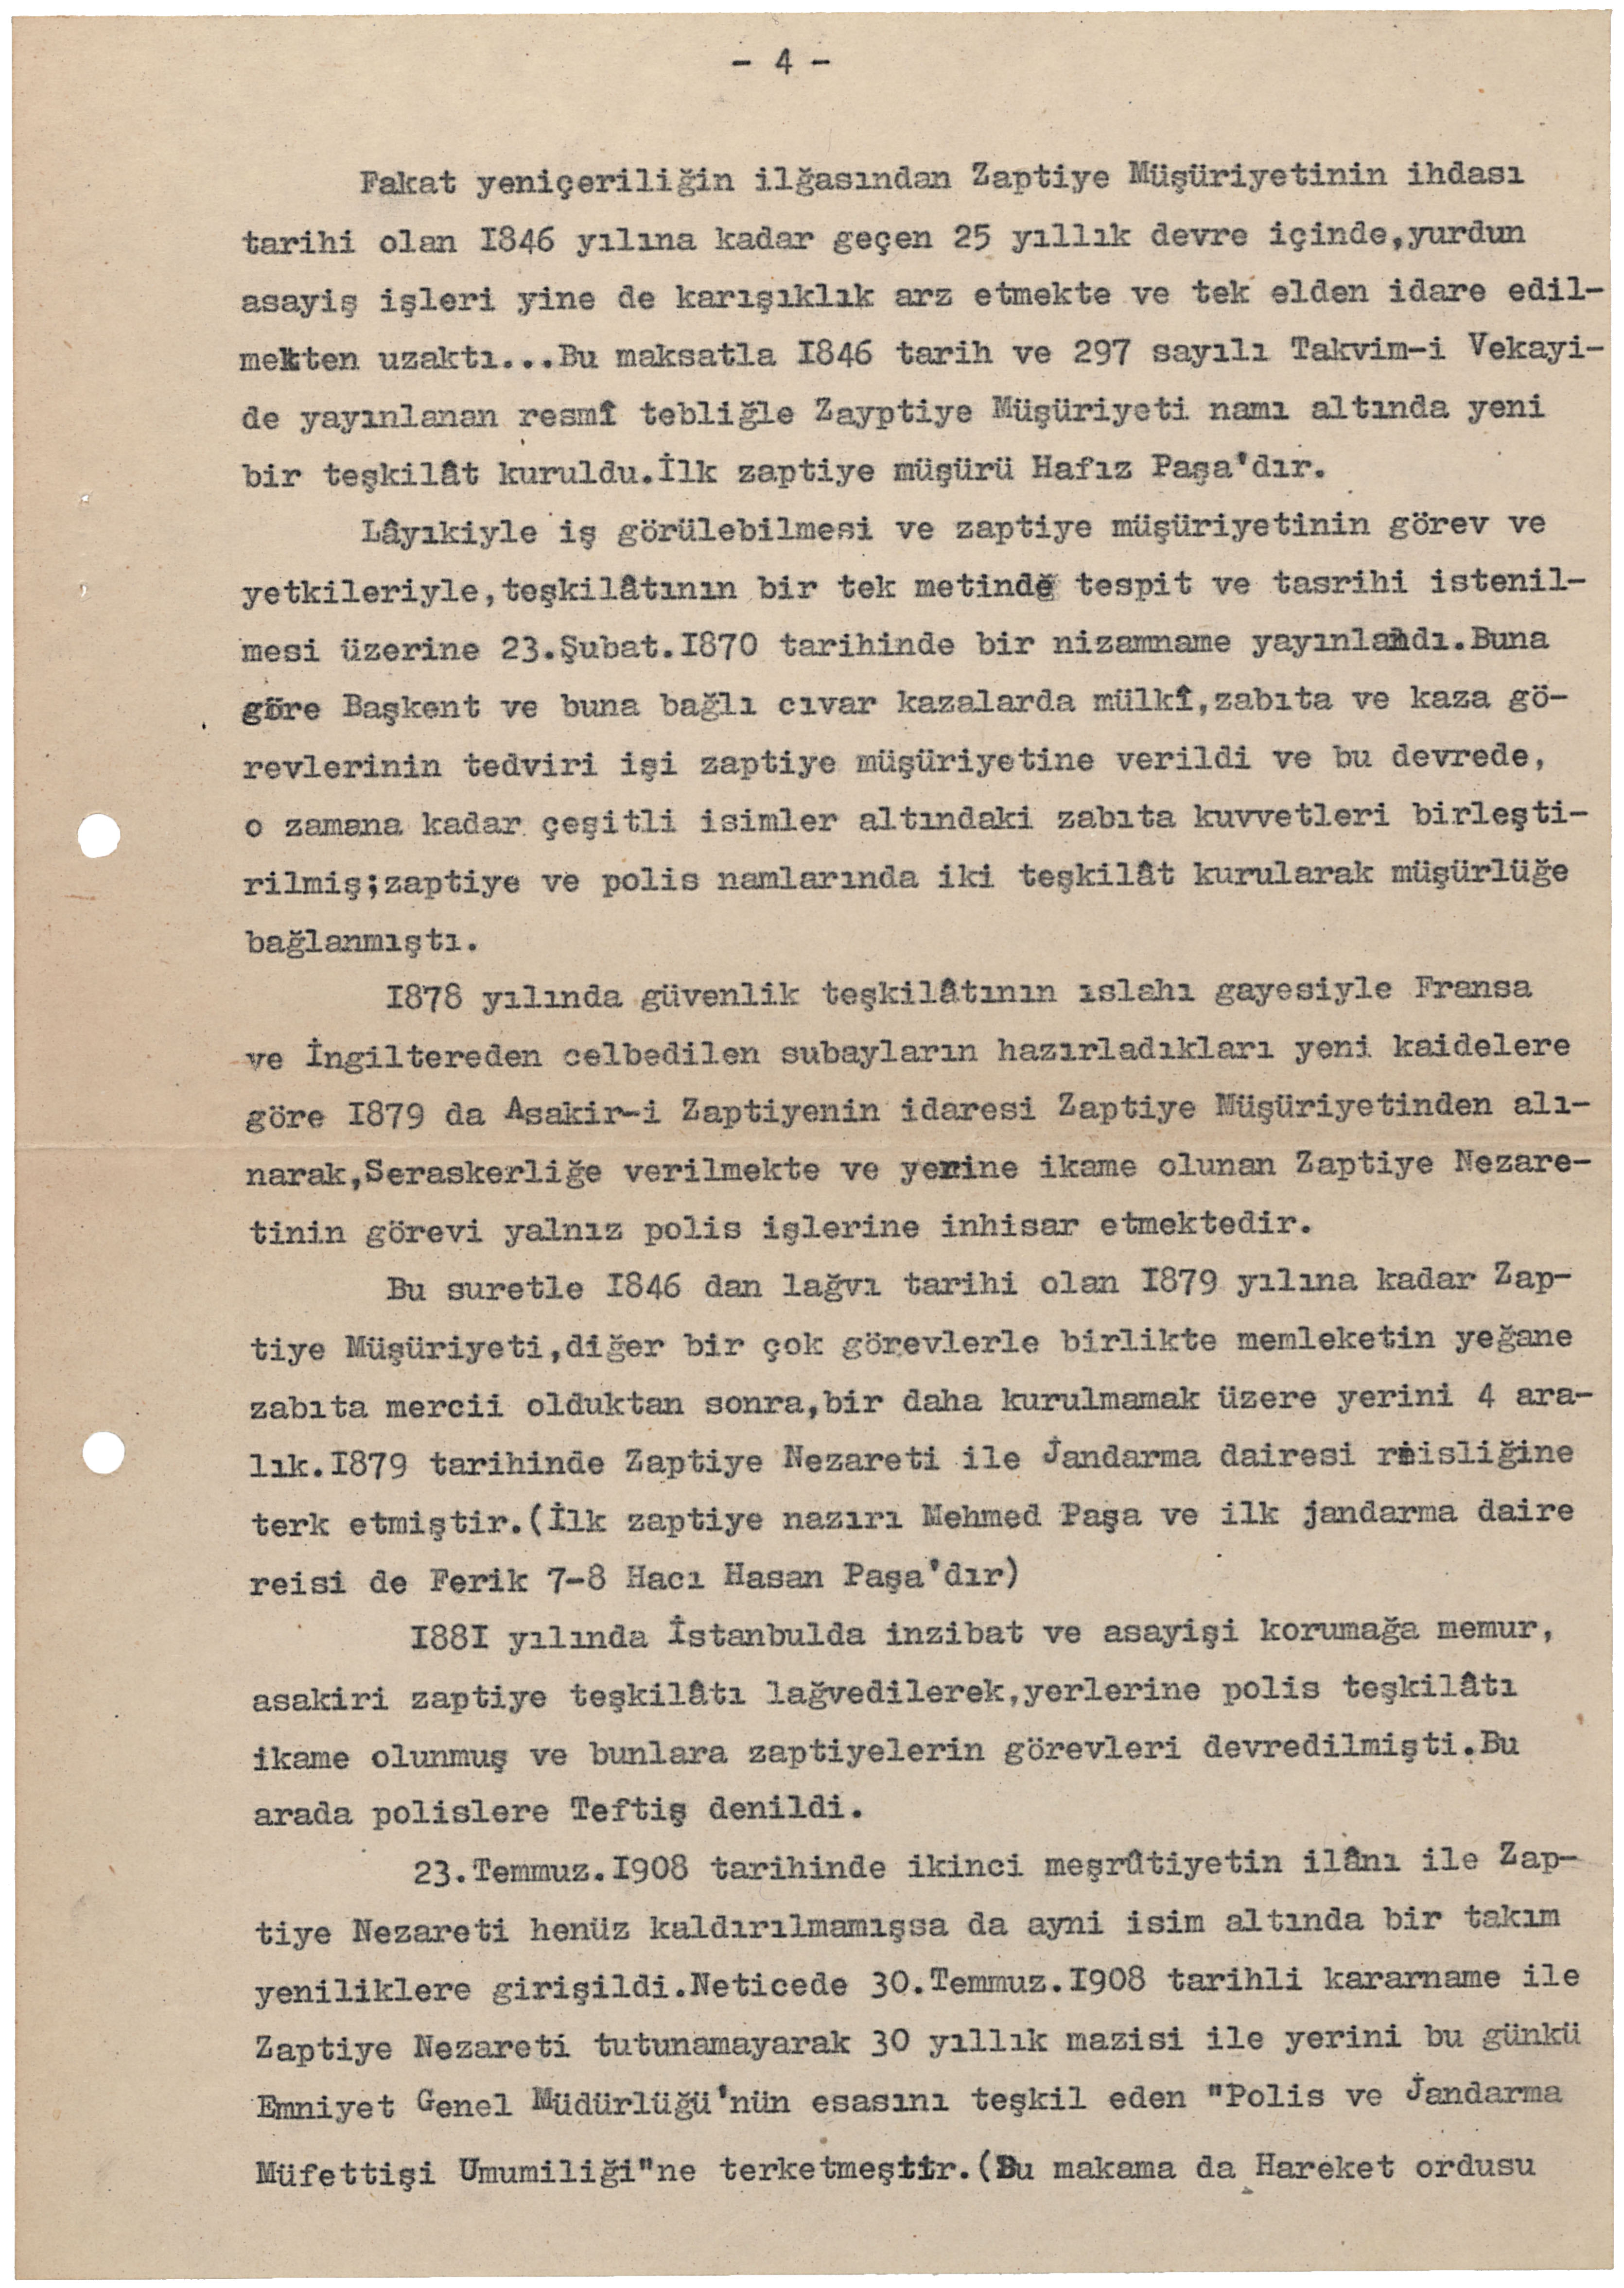 - 4 -
Fakat yeniçeriliğin ilğasından Zaptiye Müşüriyetinin ihdası
tarihi olan I846 yılına kadar geçen 25 yıllık devre içinde,yurdun
asayiş işleri yine de karışıklık arz etmekte ve tek elden idare edil-
mekten uzaktı...Bu maksatla I846 tarih ve 297 sayılı Takvim-i Vekayi-
de yayınlanan resmî tebliğle Zayptiye Müşüriyeti namı altında yeni
bir teşkilât kuruldu.İlk zaptiye müşürü Hafız Paşa'dır.
Lâyıkiyle iş görülebilmesi ve zaptiye müşüriyetinin görev ve
yetkileriyle,teşkilâtının bir tek metinde tespit ve tasrihi istenil-
mesi üzerine 23.Şubat.I870 tarihinde bir nizamname yayınlandı.Buna
göre Başkent ve buna bağlı cıvar kazalarda mülkî,zabıta ve kaza gö-
revlerinin tedviri işi zaptiye müşüriyetine verildi ve bu devrede,
o zamana kadar çeşitli isimler altındaki zabıta kuvvetleri birleşti-
rilmiş;zaptiye ve polis namlarında iki teşkilât kurularak müşürlüğe
bağlanmıştı.
I878 yılında güvenlik teşkilâtının ıslahı gayesiyle Fransa
ve İngiltereden celbedilen subayların hazırladıkları yeni kaidelere
göre I879 da Asakir-i Zaptiyenin idaresi Zaptiye Müşüriyetinden alı-
narak,Seraskerliğe verilmekte ve yerine ikame olunan Zaptiye Nezare-
tinin görevi yalnız polis işlerine inhisar etmektedir.
Bu suretle I846 dan lağvı tarihi olan I879 yılına kadar Zap-
tiye Müşüriyeti,diğer bir çok görevlerle birlikte memleketin yeğane
zabıta mercii olduktan sonra,bir daha kurulmamak üzere yerini 4 ara-
lık.I879 tarihinde Zaptiye Nezareti ile Jandarma dairesi reisliğine
terk etmiştir.(İlk zaptiye nazırı Mehmed Paşa ve ilk jandarma daire
reisi de Ferik 7-8 Hacı Hasan Paşa'dır)
I88I yılında İstanbulda inzibat ve asayişi korumağa memur,
asakiri zaptiye teşkilâtı lağvedilerek,yerlerine polis teşkilâtı
ikame olunmuş ve bunlara zaptiyelerin görevleri devredilmişti.Bu
arada polislere Teftiş denildi.
23.Temmuz.I908 tarihinde ikinci meşrûtiyetin ilânı ile Zap-
tiye Nezareti henüz kaldırılmamışsa da ayni isim altında bir takım
yeniliklere girişildi.Neticede 30.Temmuz.I908 tarihli kararname ile
Zaptiye Nezareti tutunamayarak 30 yıllık mazisi ile yerini bu günkü
Emniyet Genel Müdürlüğü'nün esasını teşkil eden "Polis ve Jandarma
Müfettişi Umumiliği"ne terketmeştir.(Bu makama da Hareket ordusu